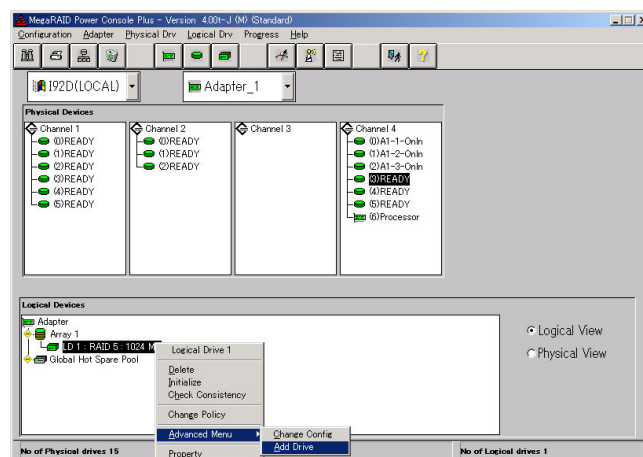 MegaRAID Power Console Plus - Version 4.00t-J (M) (Standard)
Configuration Adapter Physical Drv Logical Drv Progress Help
I92D(LOCAL) Adapter_1
Physical Devices
Channel 1
(0)READY
(1)READY
(2)READY
(3)READY
(4)READY
(5)READY
Channel 2
(0)READY
(1)READY
(2)READY
Channel 3
Channel 4
(0)A1-1-Onln
(1)A1-2-Onln
(2)A1-3-Onln
(3)READY
(4)READY
(5)READY
(6)Processor
Logical Devices
Adapter
Array 1
LD 1 : RAID 5 : 1024 M
Global Hot Spare Pool
Logical Drive 1
Delete
Initialize
Check Consistency
Change Policy
Advanced Menu
Property
Change Config
Add Drive
Logical View
Physical View
No of Physical drives 15
No of Logical drives 1